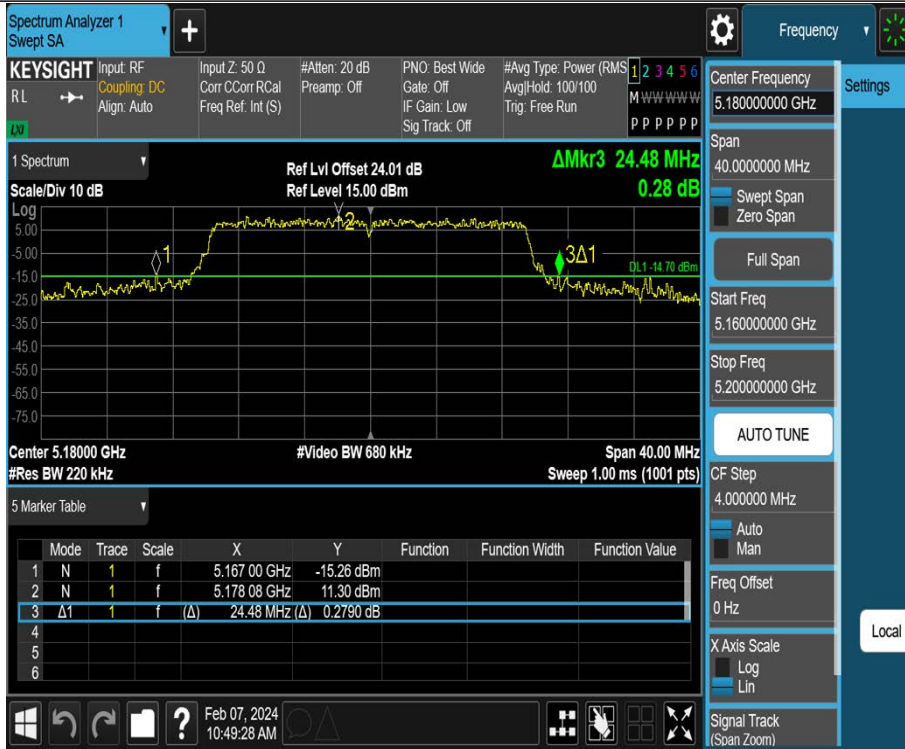 Spectrum Analyzer 1
Swept SA
+
Frequency
KEYSIGHT
RL
LXI
Input: RF
Coupling: DC
Align: Auto
Input Z: 50 Ω
Corr CCorr RCal
Freq Ref: Int (S)
#Atten: 20 dB
Preamp: Off
PNO: Best Wide
Gate: Off
IF Gain: Low
Sig Track: Off
#Avg Type: Power (RMS
Avg|Hold: 100/100
Trig: Free Run
1 2 3 4 5 6
M W W W W W
P P P P P P
1 Spectrum
Scale/Div 10 dB
Ref Lvl Offset 24.01 dB
Ref Level 15.00 dBm
ΔMkr3 24.48 MHz
0.28 dB
Log
5.00
-5.00
-15.0
-25.0
-35.0
-45.0
-55.0
-65.0
-75.0
1
2
3Δ1
DL1 -14.70 dBm
Center 5.18000 GHz
#Video BW 680 kHz
Span 40.00 MHz
#Res BW 220 kHz
Sweep 1.00 ms (1001 pts)
5 Marker Table
Mode Trace Scale X Y Function Function Width Function Value
1 N 1 f 5.167 00 GHz -15.26 dBm
2 N 1 f 5.178 08 GHz 11.30 dBm
3 Δ1 1 f (Δ) 24.48 MHz (Δ) 0.2790 dB
4
5
6
Feb 07, 2024
10:49:28 AM
?
Settings
Center Frequency
5.180000000 GHz
Span
40.0000000 MHz
Swept Span
Zero Span
Full Span
Start Freq
5.160000000 GHz
Stop Freq
5.200000000 GHz
AUTO TUNE
CF Step
4.000000 MHz
Auto
Man
Freq Offset
0 Hz
X Axis Scale
Log
Lin
Signal Track
(Span Zoom)
Local